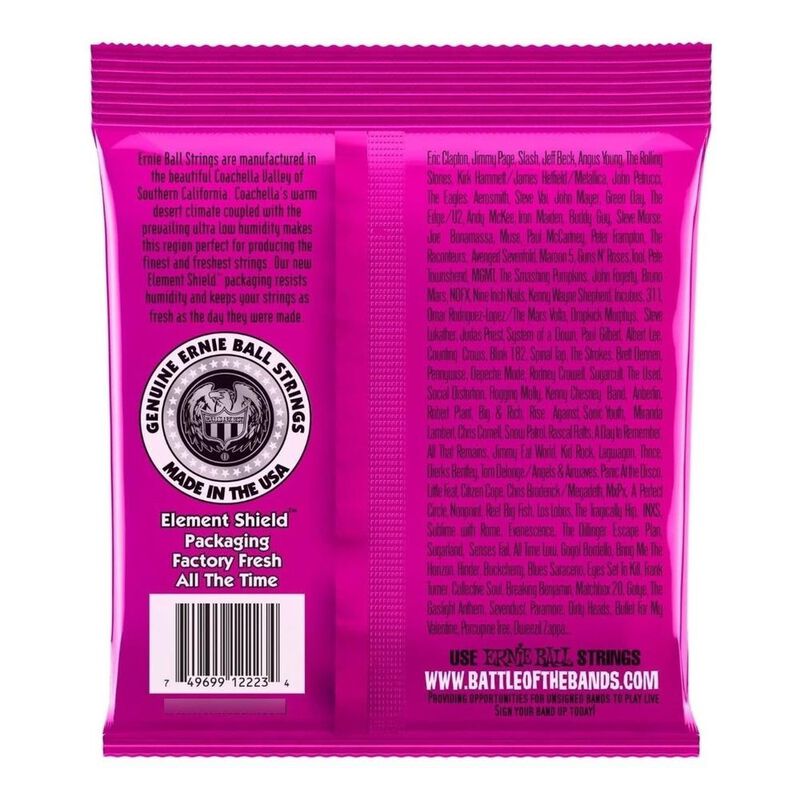 Ernie Ball Strings are manufactured in
the beautiful Coachella Valley of
Southern California. Coachella's warm
desert climate coupled with the
prevailing ultra low humidity makes
this region perfect for producing the
finest and freshest strings. Our new
Element Shield™ packaging resists
humidity and keeps your strings as
fresh as the day they were made.
GENUINE ERNIE BALL STRINGS
MADE IN THE USA
Element Shield™
Packaging
Factory Fresh
All The Time
7 49699 12223 4
Eric Clapton, Jimmy Page, Slash, Jeff Beck, Angus Young, The Rolling
Stones, Kirk Hammett/James Hetfield/Metallica, John Petrucci,
The Eagles, Aerosmith, Steve Vai, John Mayer, Green Day, The
Edge/U2, Andy McKee, Iron Maiden, Buddy Guy, Steve Morse,
Joe Bonamassa, Muse, Paul McCartney, Peter Frampton, The
Raconteurs, Avenged Sevenfold, Maroon 5, Guns N' Roses, Tool, Pete
Townshend, MGMT, The Smashing Pumpkins, John Fogerty, Bruno
Mars, NOFX, Nine Inch Nails, Kenny Wayne Shepherd, Incubus, 311,
Omar Rodriguez-Lopez/The Mars Volta, Dropkick Murphys, Steve
Lukather, Judas Priest, System of a Down, Paul Gilbert, Albert Lee,
Counting Crows, Blink 182, Spinal Tap, The Strokes, Brett Dennen,
Pennywise, Depeche Mode, Rodney Crowell, Sugarcult, The Used,
Social Distortion, Flogging Molly, Kenny Chesney Band, Anberlin,
Robert Plant, Big & Rich, Rise Against, Sonic Youth, Miranda
Lambert, Chris Cornell, Snow Patrol, Rascal Flatts, A Day to Remember,
All That Remains, Jimmy Eat World, Kid Rock, Lagwagon, Thrice,
Dierks Bentley, Tom Delonge/Angels & Airwaves, Panic At the Disco,
Little Feat, Citizen Cope, Chris Broderick/Megadeth, MxPx, A Perfect
Circle, Nonpoint, Reel Big Fish, Los Lobos, The Tragically Hip, INXS,
Sublime with Rome, Evanescence, The Dillinger Escape Plan,
Sugarland, Senses Fail, All Time Low, Gogol Bordello, Bring Me The
Horizon, Hinder, Buckcherry, Blues Saraceno, Eyes Set To Kill, Frank
Turner, Collective Soul, Breaking Benjamin, Matchbox 20, Gotye, The
Gaslight Anthem, Sevendust, Paramore, Dirty Heads, Bullet For My
Valentine, Porcupine Tree, Dweezil Zappa...
USE ERNIE BALL STRINGS
WWW.BATTLEOFTHEBANDS.COM
PROVIDING OPPORTUNITIES FOR UNSIGNED BANDS TO PLAY LIVE
SIGN YOUR BAND UP TODAY!